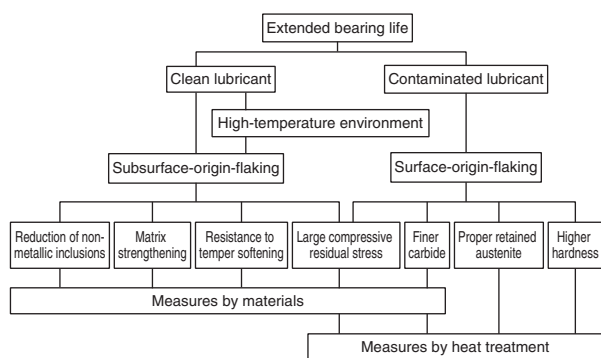 Extended bearing life
Clean lubricant
Contaminated lubricant
High-temperature environment
Subsurface-origin-flaking
Surface-origin-flaking
Reduction of non-
metallic inclusions
Matrix
strengthening
Resistance to
temper softening
Large compressive
residual stress
Finer
carbide
Proper retained
austenite
Higher
hardness
Measures by materials
Measures by heat treatment